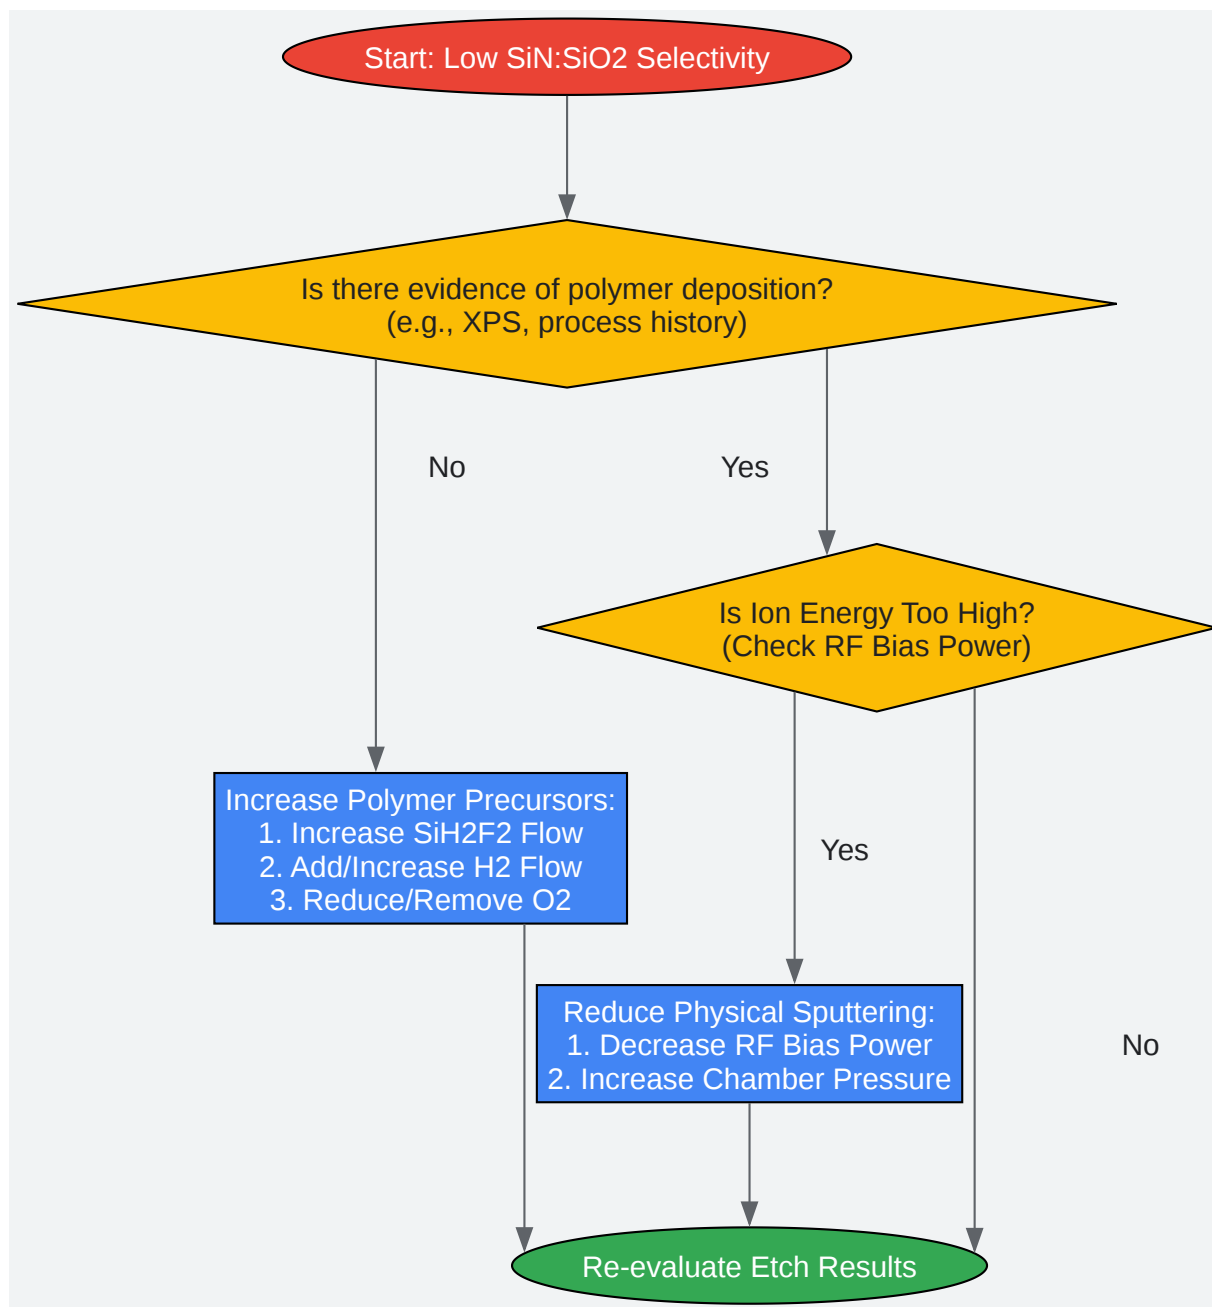 Start: Low SiN:SiO2 Selectivity
Is there evidence of polymer deposition?
(e.g., XPS, process history)
No
Yes
Is Ion Energy Too High?
(Check RF Bias Power)
Increase Polymer Precursors:
1. Increase SiH2F2 Flow
2. Add/Increase H2 Flow
3. Reduce/Remove O2
Yes
Reduce Physical Sputtering:
1. Decrease RF Bias Power
2. Increase Chamber Pressure
No
Re-evaluate Etch Results